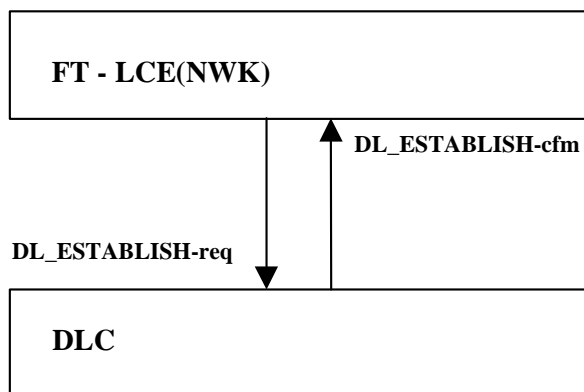 FT - LCE(NWK)
DL_ESTABLISH-cfm
DL_ESTABLISH-req
DLC